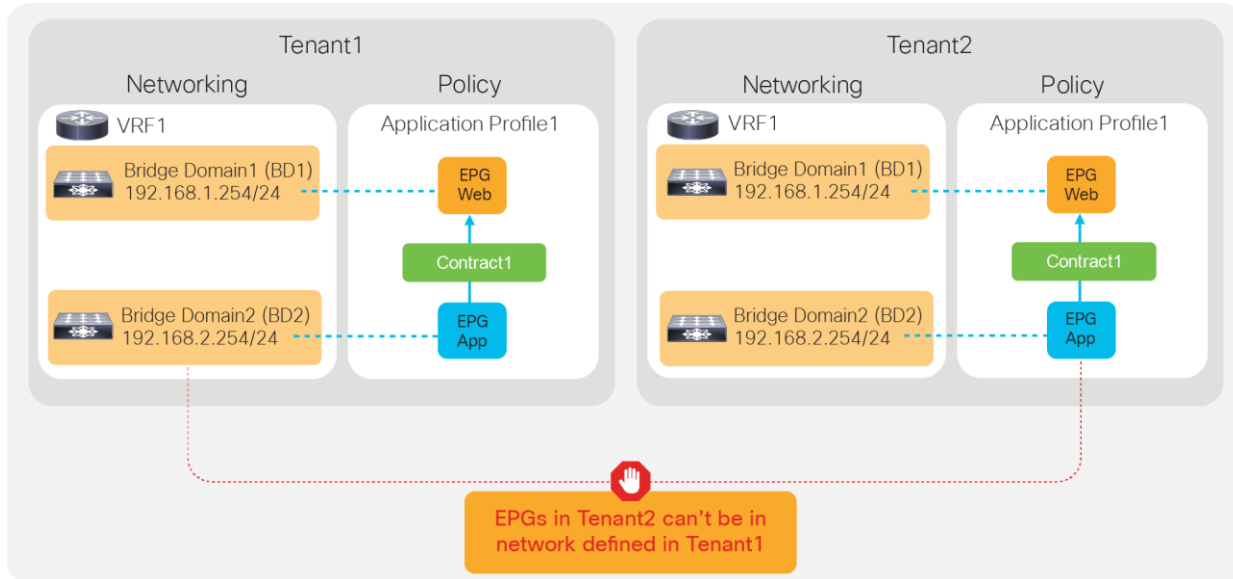 Tenant1
Networking
Policy
VRF1
Application Profile1
Bridge Domain1 (BD1)
192.168.1.254/24
EPG
Web
Contract1
Bridge Domain2 (BD2)
192.168.2.254/24
EPG
App
Tenant2
Networking
Policy
VRF1
Application Profile1
Bridge Domain1 (BD1)
192.168.1.254/24
EPG
Web
Contract1
Bridge Domain2 (BD2)
192.168.2.254/24
EPG
App
EPGs in Tenant2 can't be in
network defined in Tenant1